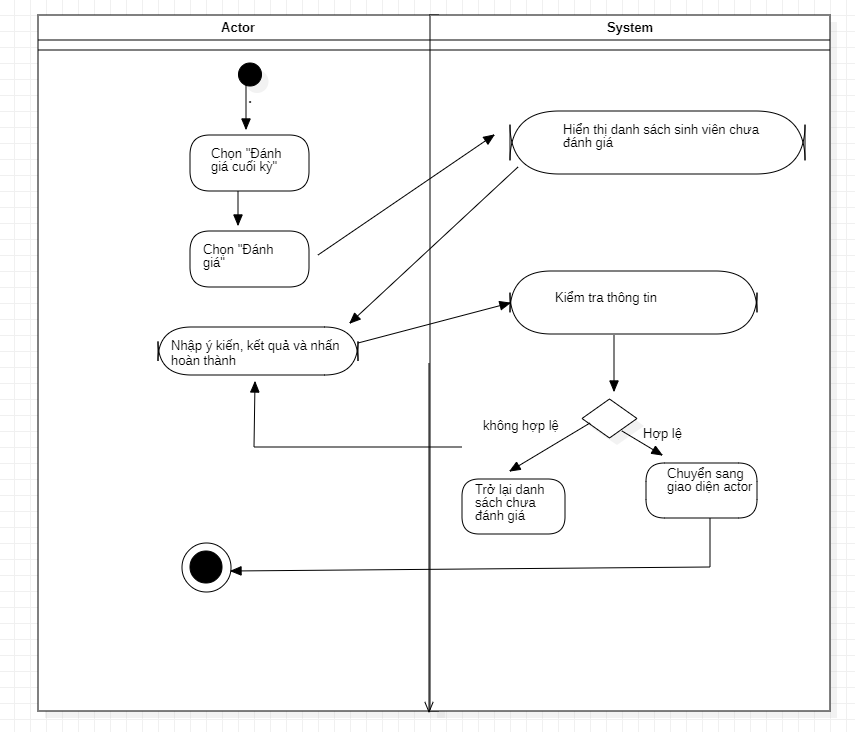 Actor
System
Chọn "Đánh
giá cuối kỳ"
Hiển thị danh sách sinh viên chưa
đánh giá
Chọn "Đánh
giá"
Kiểm tra thông tin
Nhập ý kiến, kết quả và nhấn
hoàn thành
không hợp lệ
Hợp lệ
Trở lại danh
sách chưa
đánh giá
Chuyển sang
giao diện actor